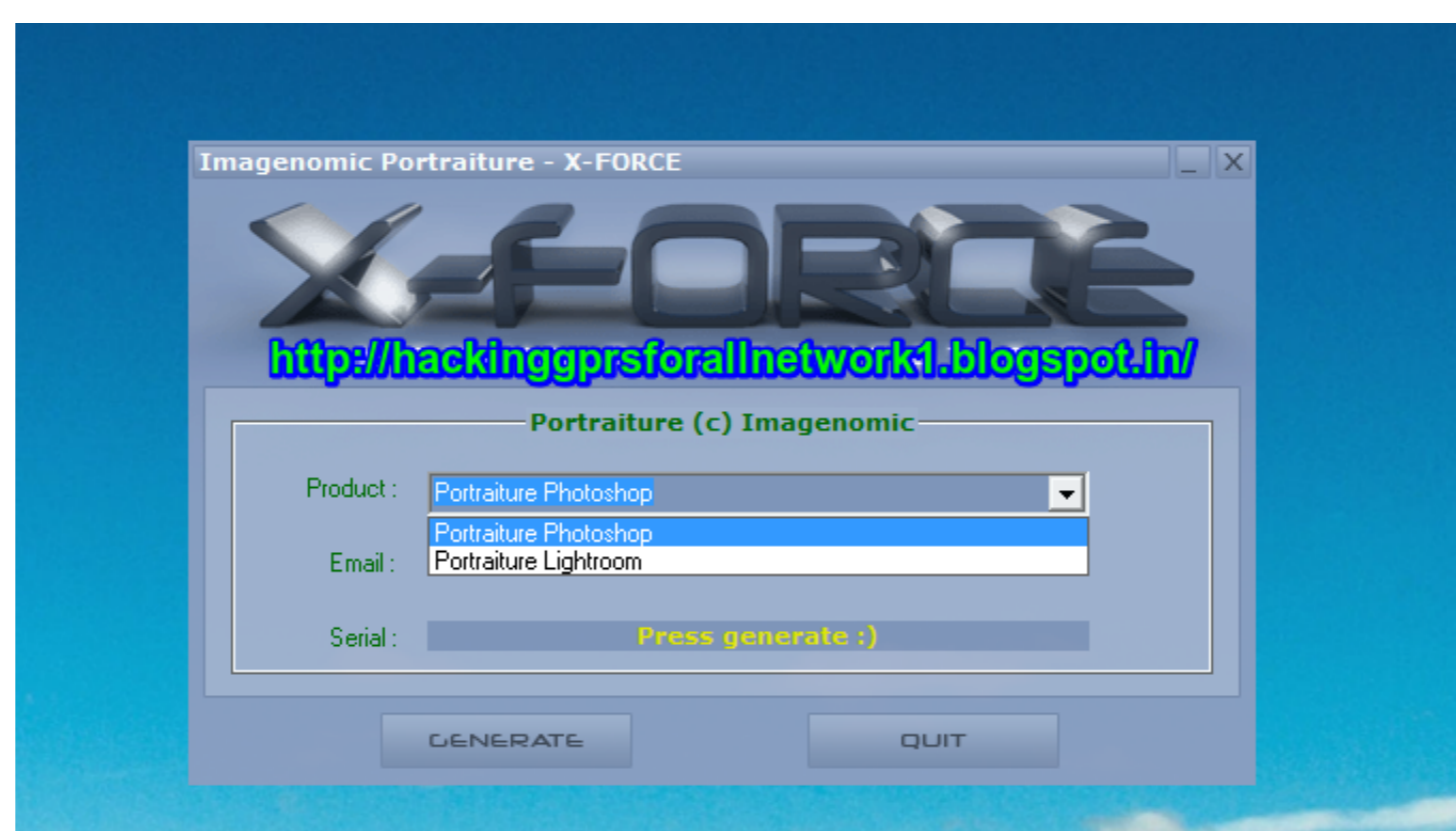 Imagenomic Portraiture - X-FORCE
X-FORCE
http://hackinggprsforallnetwork1.blogspot.in/
Portraiture (c) Imagenomic
Product : Portraiture Photoshop
Portraiture Photoshop
Portraiture Lightroom
Email :
Serial : Press generate :)
GENERATE QUIT